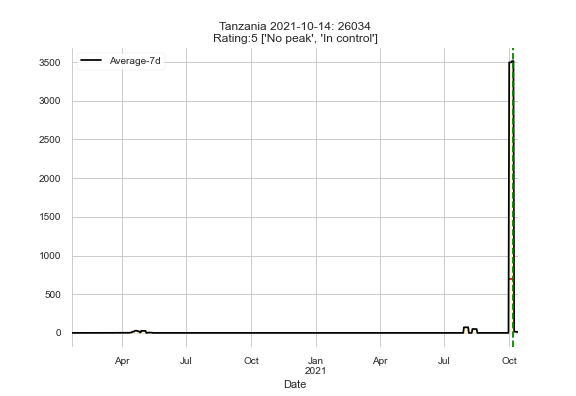 Tanzania 2021-10-14: 26034
Rating:5 ['No peak', 'In control']
Average-7d
3500
3000
2500
2000
1500
1000
500
0
Apr
Jul
Oct
Jan
2021
Apr
Jul
Oct
Date